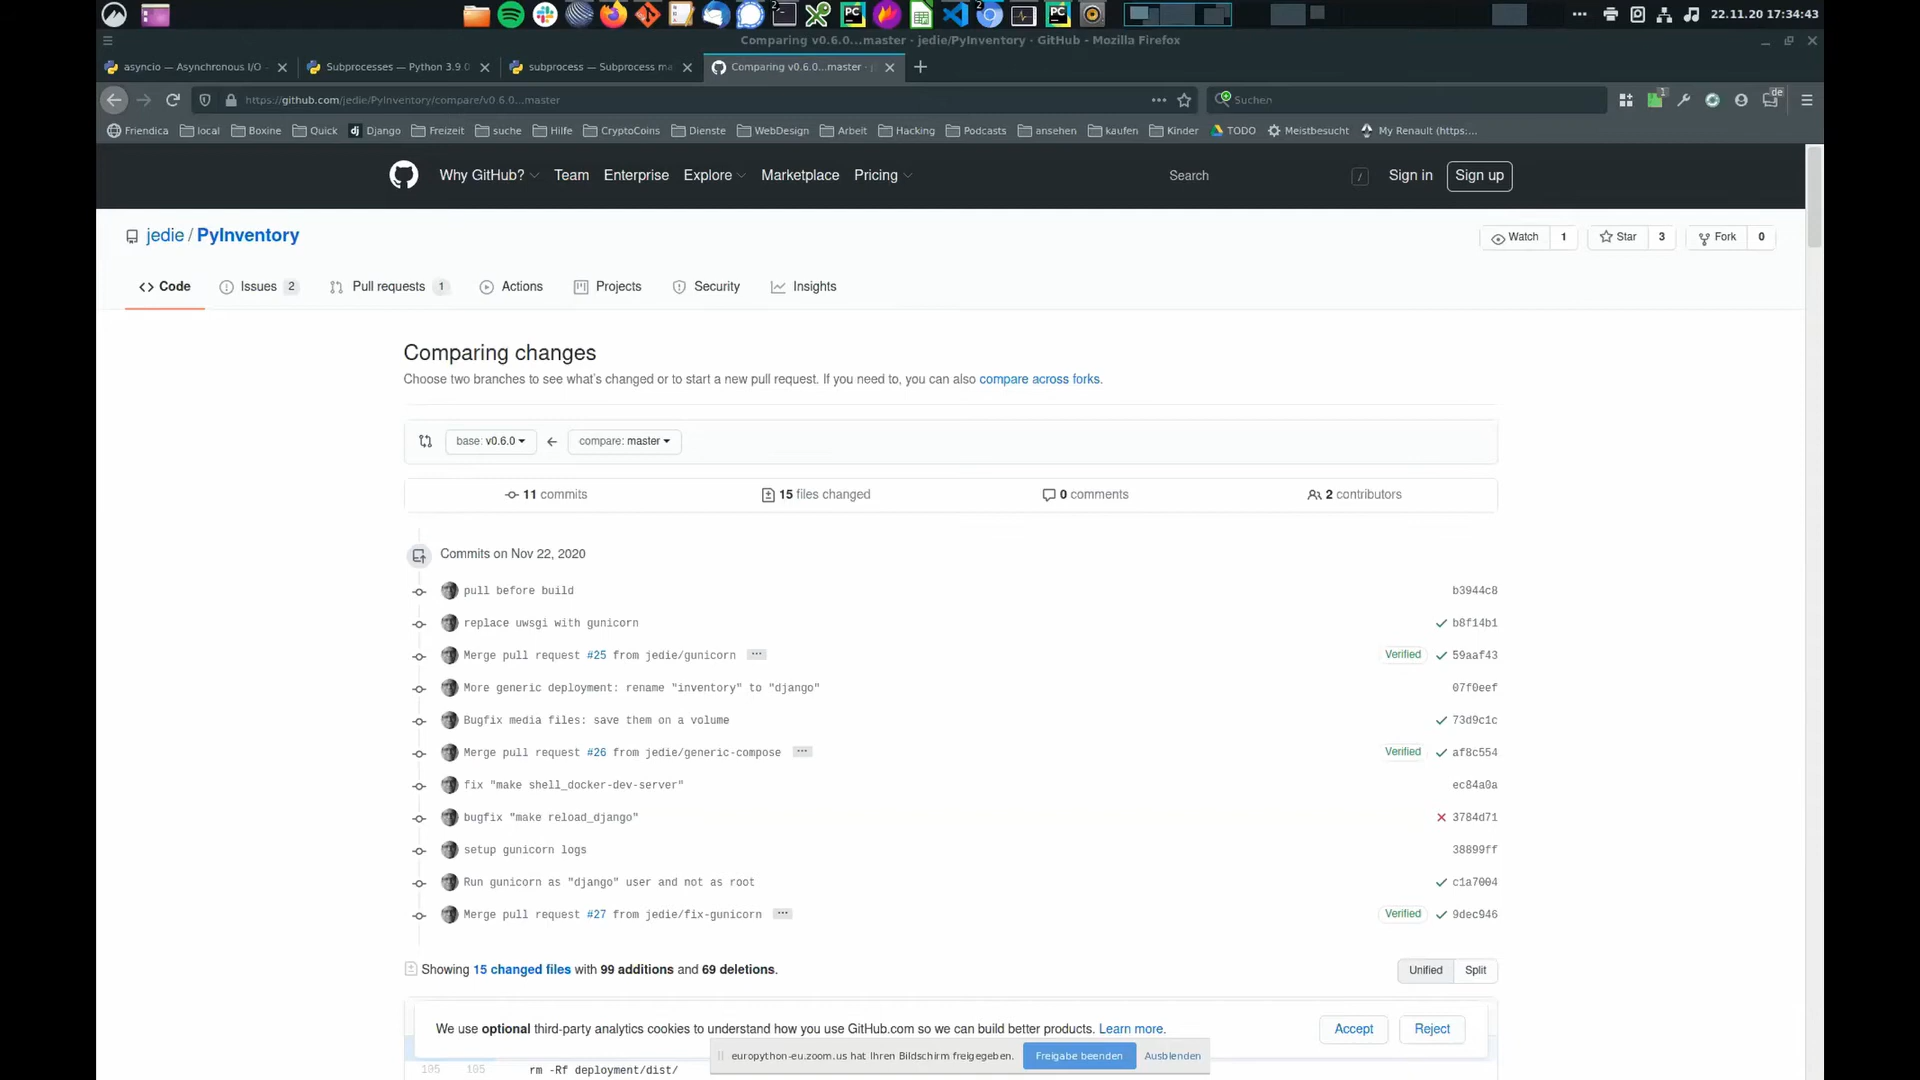 22.11.20 17:34:43
Comparing v0.6.0...master · jedie/PyInventory · GitHub - Mozilla Firefox
asyncio — Asynchronous I/O
Subprocesses — Python 3.9.0
subprocess — Subprocess ma
Comparing v0.6.0...master · j
https://github.com/jedie/PyInventory/compare/v0.6.0...master
Suchen
1
de
Friendica
local
Boxine
Quick
dj Django
Freizeit
suche
Hilfe
CryptoCoins
Dienste
WebDesign
Arbeit
Hacking
Podcasts
ansehen
kaufen
Kinder
TODO
Meistbesucht
My Renault (https:...
Why GitHub?
Team
Enterprise
Explore
Marketplace
Pricing
Search
/
Sign in
Sign up
jedie / PyInventory
Watch 1
Star 3
Fork 0
Code
Issues 2
Pull requests 1
Actions
Projects
Security
Insights
Comparing changes
Choose two branches to see what's changed or to start a new pull request. If you need to, you can also compare across forks.
base: v0.6.0
compare: master
11 commits
15 files changed
0 comments
2 contributors
Commits on Nov 22, 2020
pull before build b3944c8
replace uwsgi with gunicorn b8f14b1
Merge pull request #25 from jedie/gunicorn ... Verified 59aaf43
More generic deployment: rename "inventory" to "django" 07f0eef
Bugfix media files: save them on a volume 73d9c1c
Merge pull request #26 from jedie/generic-compose ... Verified af8c554
fix "make shell_docker-dev-server" ec84a0a
bugfix "make reload_django" 3784d71
setup gunicorn logs 38899ff
Run gunicorn as "django" user and not as root c1a7004
Merge pull request #27 from jedie/fix-gunicorn ... Verified 9dec946
Showing 15 changed files with 99 additions and 69 deletions.
Unified
Split
We use optional third-party analytics cookies to understand how you use GitHub.com so we can build better products. Learn more.
Accept
Reject
europython-eu.zoom.us hat Ihren Bildschirm freigegeben.
Freigabe beenden
Ausblenden
105 105 rm -Rf deployment/dist/